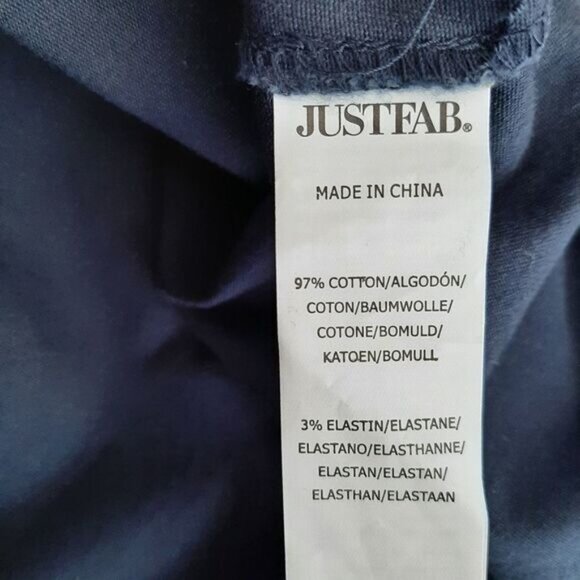 JUSTFAB®
MADE IN CHINA
97% COTTON/ALGODÓN/
COTON/BAUMWOLLE/
COTONE/BOMULD/
KATOEN/BOMULL
3% ELASTIN/ELASTANE/
ELASTANO/ELASTHANNE/
ELASTAN/ELASTAN/
ELASTHAN/ELASTAAN